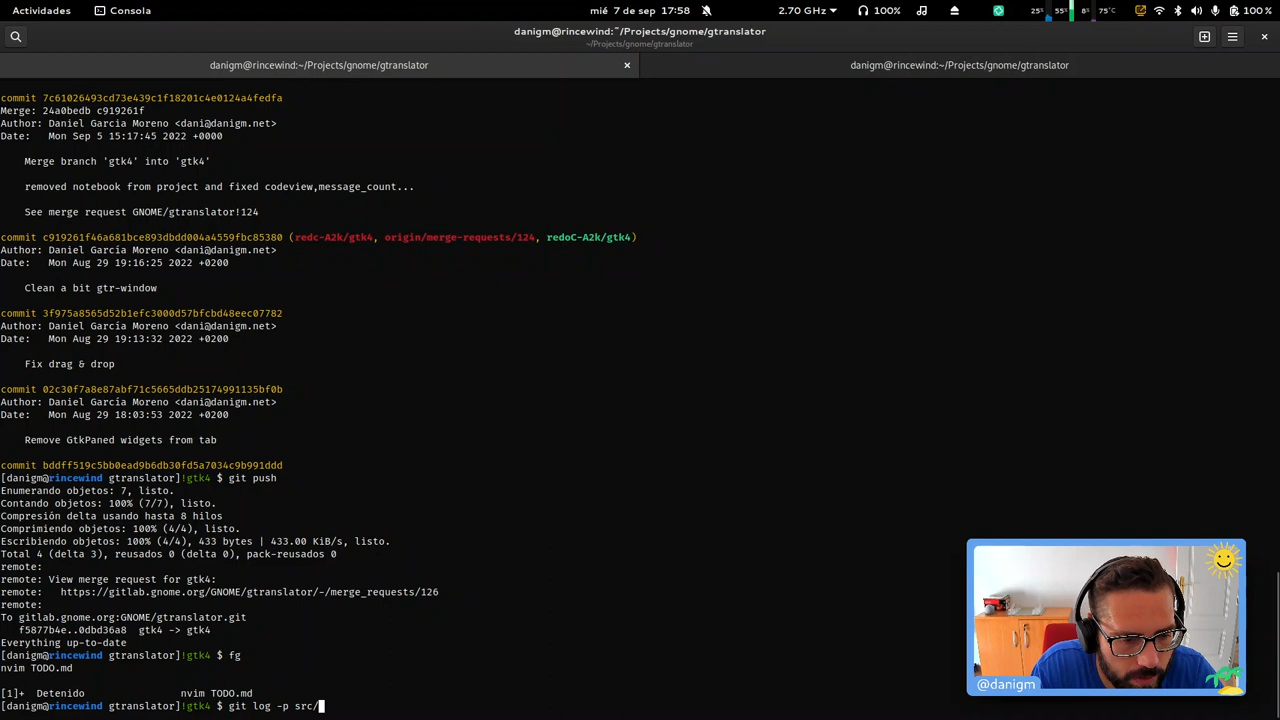 Actividades
Consola
mié 7 de sep 17:58
2.70 GHz
100%
25%
55%
8%
75°C
100 %
danigm@rincewind:~/Projects/gnome/gtranslator
~/Projects/gnome/gtranslator
danigm@rincewind:~/Projects/gnome/gtranslator
danigm@rincewind:~/Projects/gnome/gtranslator
commit 7c61026493cd73e439c1f18201c4e0124a4fedfa
Merge: 24a0bedb c919261f
Author: Daniel Garcia Moreno <dani@danigm.net>
Date:   Mon Sep 5 15:17:45 2022 +0000
Merge branch 'gtk4' into 'gtk4'
removed notebook from project and fixed codeview,message_count...
See merge request GNOME/gtranslator!124
commit c919261f46a681bce893dbdd004a4559fbc85380 (redc-A2k/gtk4, origin/merge-requests/124, redoC-A2k/gtk4)
Author: Daniel Garcia Moreno <dani@danigm.net>
Date:   Mon Aug 29 19:16:25 2022 +0200
Clean a bit gtr-window
commit 3f975a8565d52b1efc3000d57bfcbd48eec07782
Author: Daniel Garcia Moreno <dani@danigm.net>
Date:   Mon Aug 29 19:13:32 2022 +0200
Fix drag & drop
commit 02c30f7a8e87abf71c5665ddb25174991135bf0b
Author: Daniel Garcia Moreno <dani@danigm.net>
Date:   Mon Aug 29 18:03:53 2022 +0200
Remove GtkPaned widgets from tab
commit bddff519c5bb0ead9b6db30fd5a7034c9b991ddd
[danigm@rincewind gtranslator]!gtk4 $ git push
Enumerando objetos: 7, listo.
Contando objetos: 100% (7/7), listo.
Compresión delta usando hasta 8 hilos
Comprimiendo objetos: 100% (4/4), listo.
Escribiendo objetos: 100% (4/4), 433 bytes | 433.00 KiB/s, listo.
Total 4 (delta 3), reusados 0 (delta 0), pack-reusados 0
remote:
remote: View merge request for gtk4:
remote:   https://gitlab.gnome.org/GNOME/gtranslator/-/merge_requests/126
remote:
To gitlab.gnome.org:GNOME/gtranslator.git
f5877b4e..0dbd36a8  gtk4 -> gtk4
Everything up-to-date
[danigm@rincewind gtranslator]!gtk4 $ fg
nvim TODO.md
[1]+  Detenido                nvim TODO.md
[danigm@rincewind gtranslator]!gtk4 $ git log -p src/
@danigm